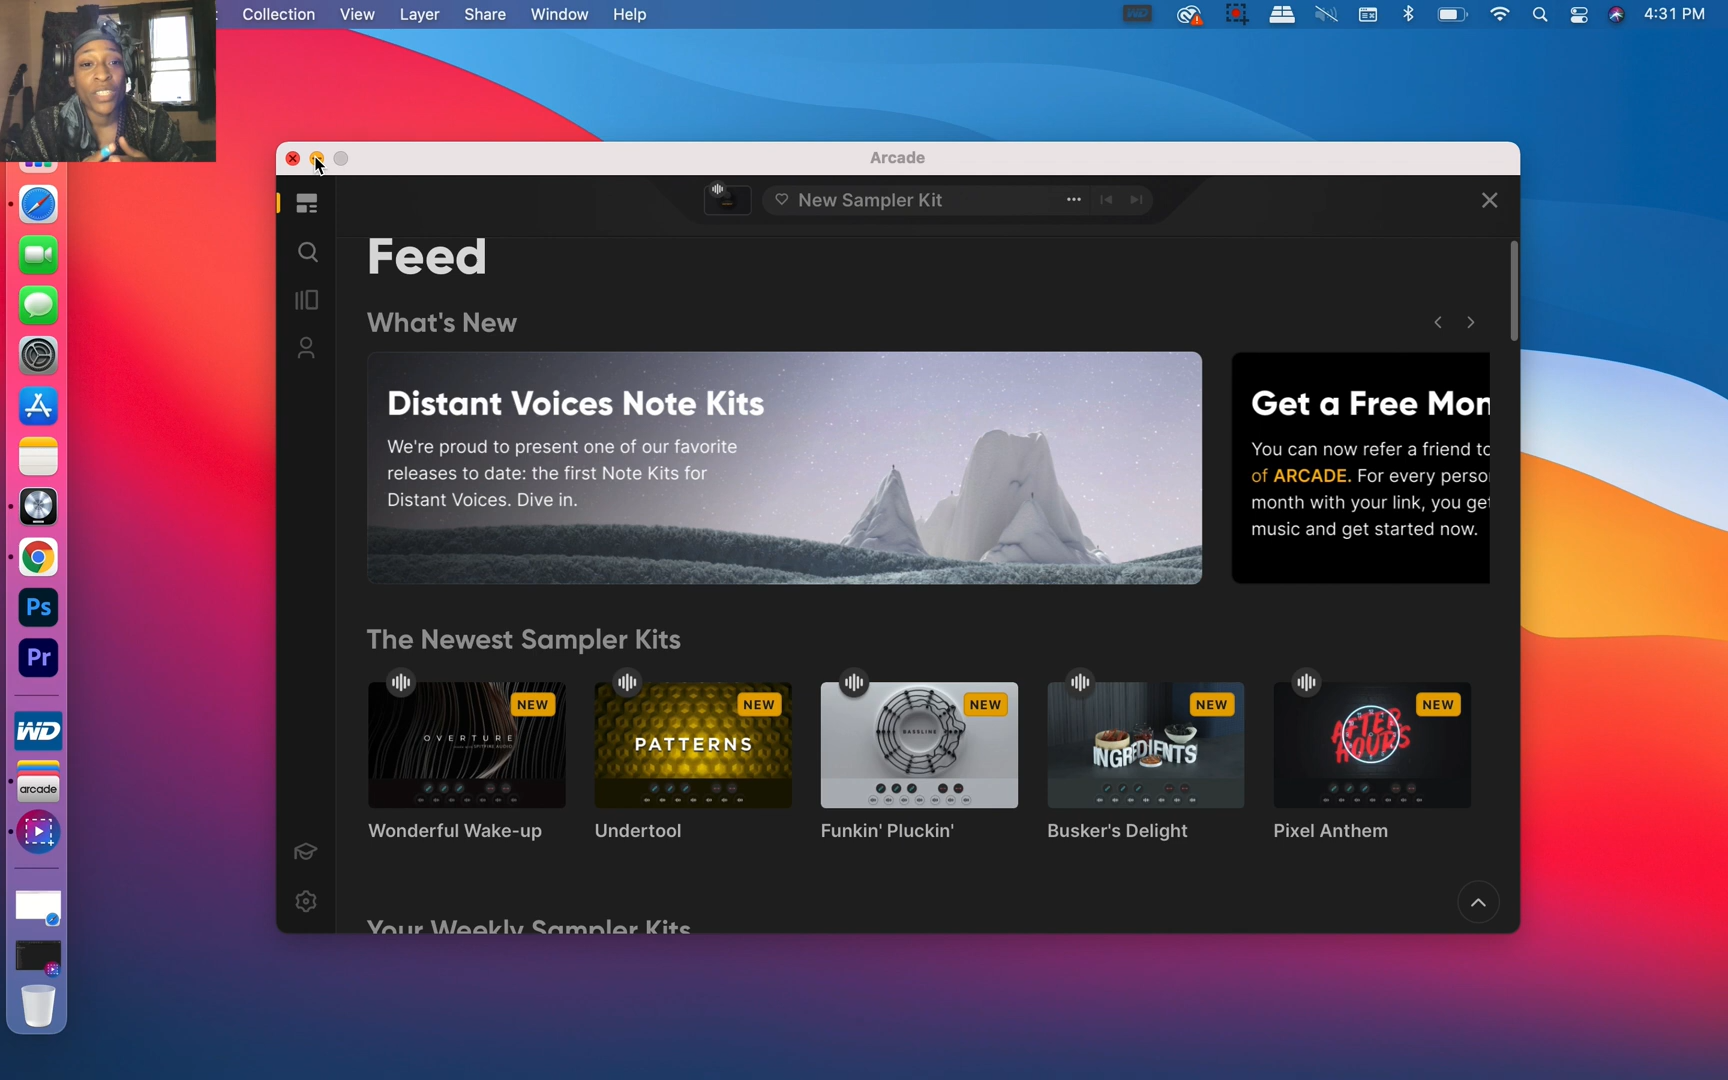 Collection View Layer Share Window Help
WD
4:31 PM
Arcade
New Sampler Kit
Feed
What's New
Distant Voices Note Kits
We're proud to present one of our favorite
releases to date: the first Note Kits for
Distant Voices. Dive in.
Get a Free Mon
You can now refer a friend to
of ARCADE. For every perso
month with your link, you get
music and get started now.
The Newest Sampler Kits
NEW
OVERTURE
Wonderful Wake-up
NEW
PATTERNS
Undertool
NEW
BASSLINE
Funkin' Pluckin'
NEW
INGREDIENTS
Busker's Delight
NEW
AFTER
HOURS
Pixel Anthem
Your Weekly Sampler Kits
Ps
Pr
WD
arcade